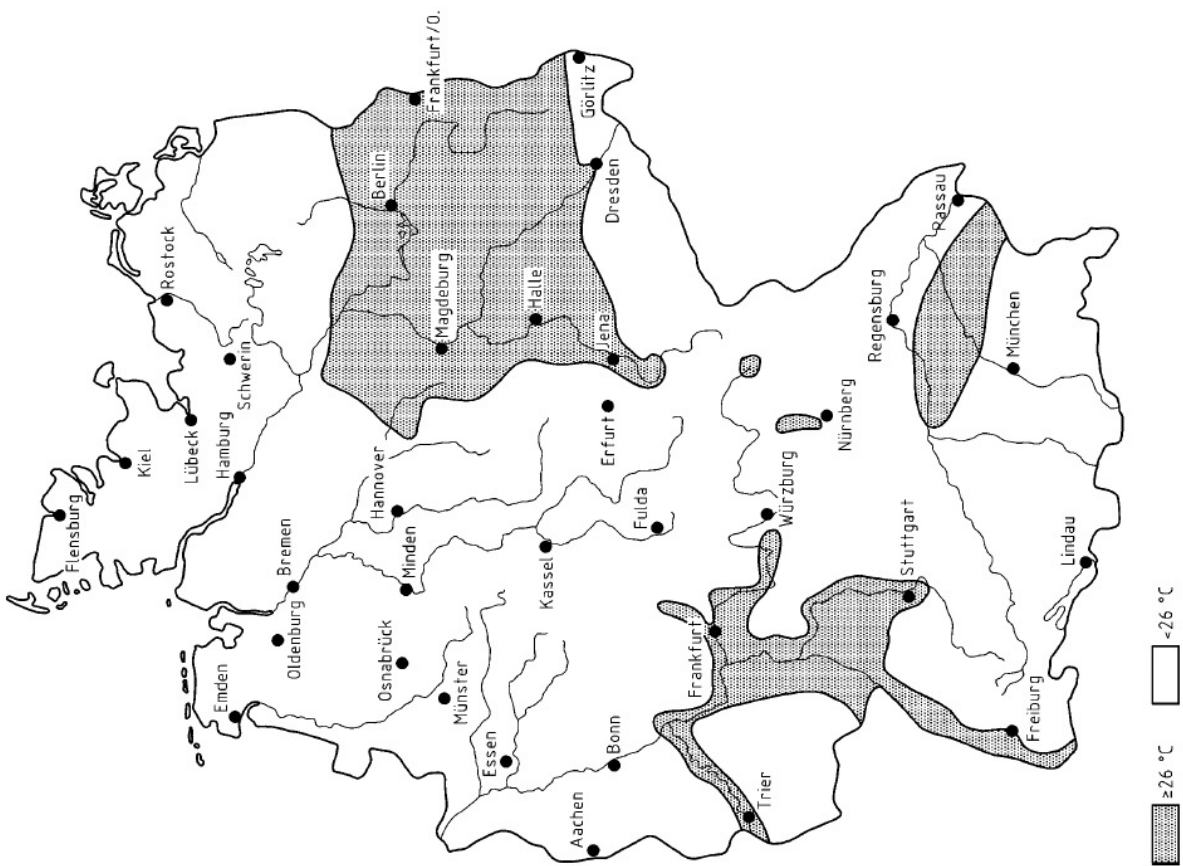 Flensburg
Kiel
Rostock
Lübeck
Schwerin
Hamburg
Emden
Bremen
Oldenburg
Berlin
Frankfurt/O.
Hannover
Minden
Osnabrück
Magdeburg
Münster
Essen
Halle
Kassel
Görlitz
Dresden
Jena
Erfurt
Aachen
Bonn
Fulda
Frankfurt
Trier
Würzburg
Nürnberg
Regensburg
Passau
Stuttgart
München
Freiburg
Lindau
≥26 °C
<26 °C